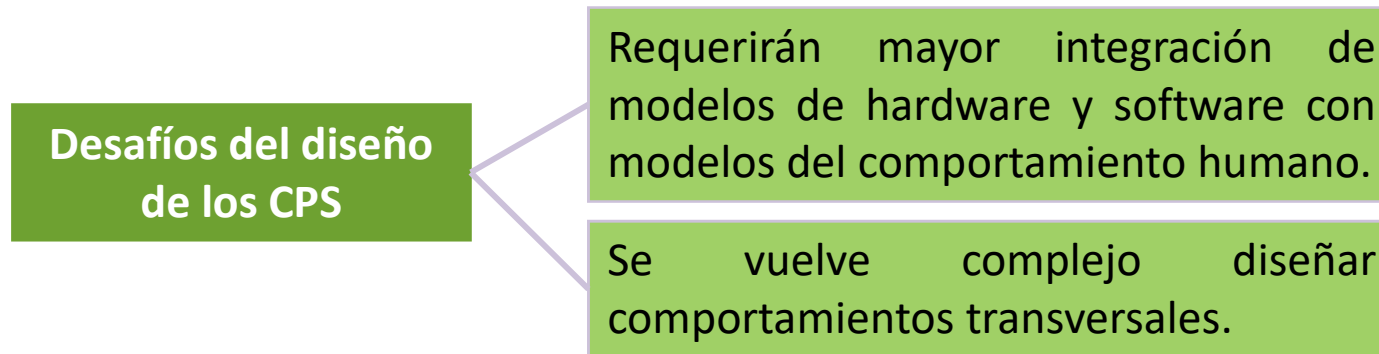 Desafíos del diseño
de los CPS
Requerirán mayor integración de
modelos de hardware y software con
modelos del comportamiento humano.
Se vuelve complejo diseñar
comportamientos transversales.